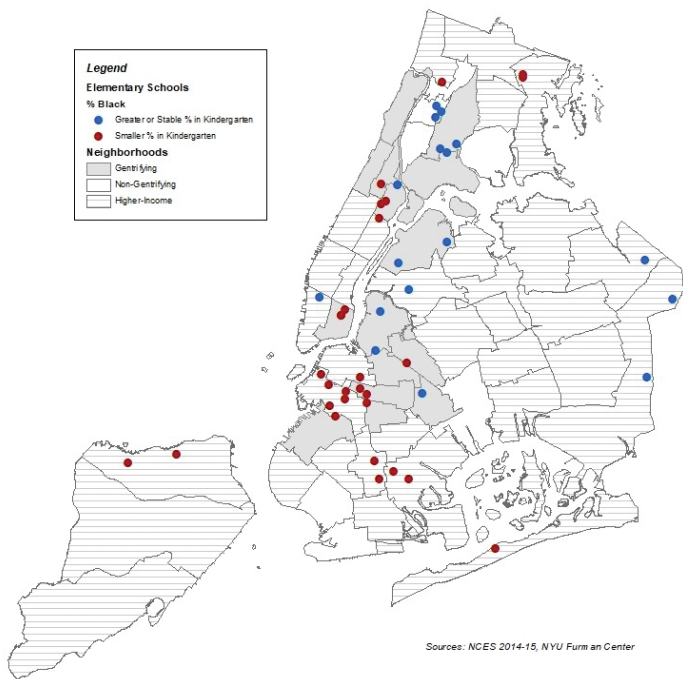 Legend
Elementary Schools
% Black
Greater or Stable % in Kindergarten
Smaller % in Kindergarten
Neighborhoods
Gentrifying
Non-Gentrifying
Higher-Income
Sources: NCES 2014-15, NYU Furman Center